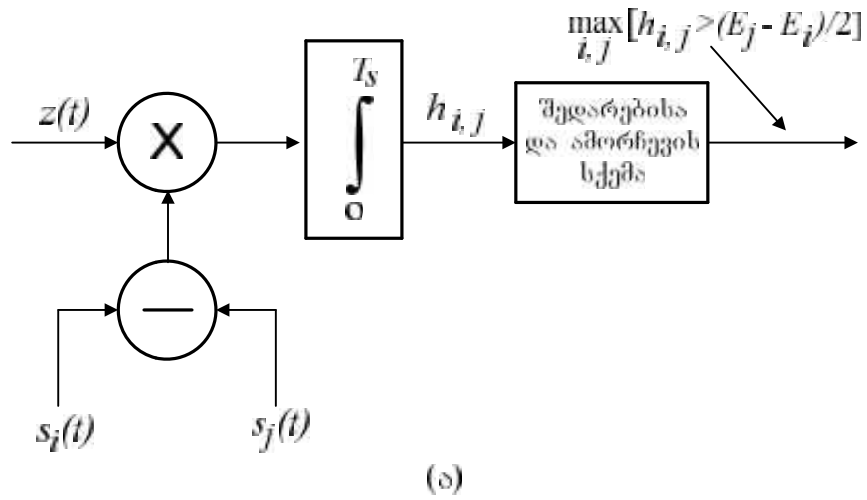 max[h_{i,j} >(E_j - E_i)/2]
i, j
z(t)
X
T_S
∫
0
h_{i,j}
შედარებისა
და ამორჩევის
სქემა
—
s_i(t)
s_j(t)
(ა)